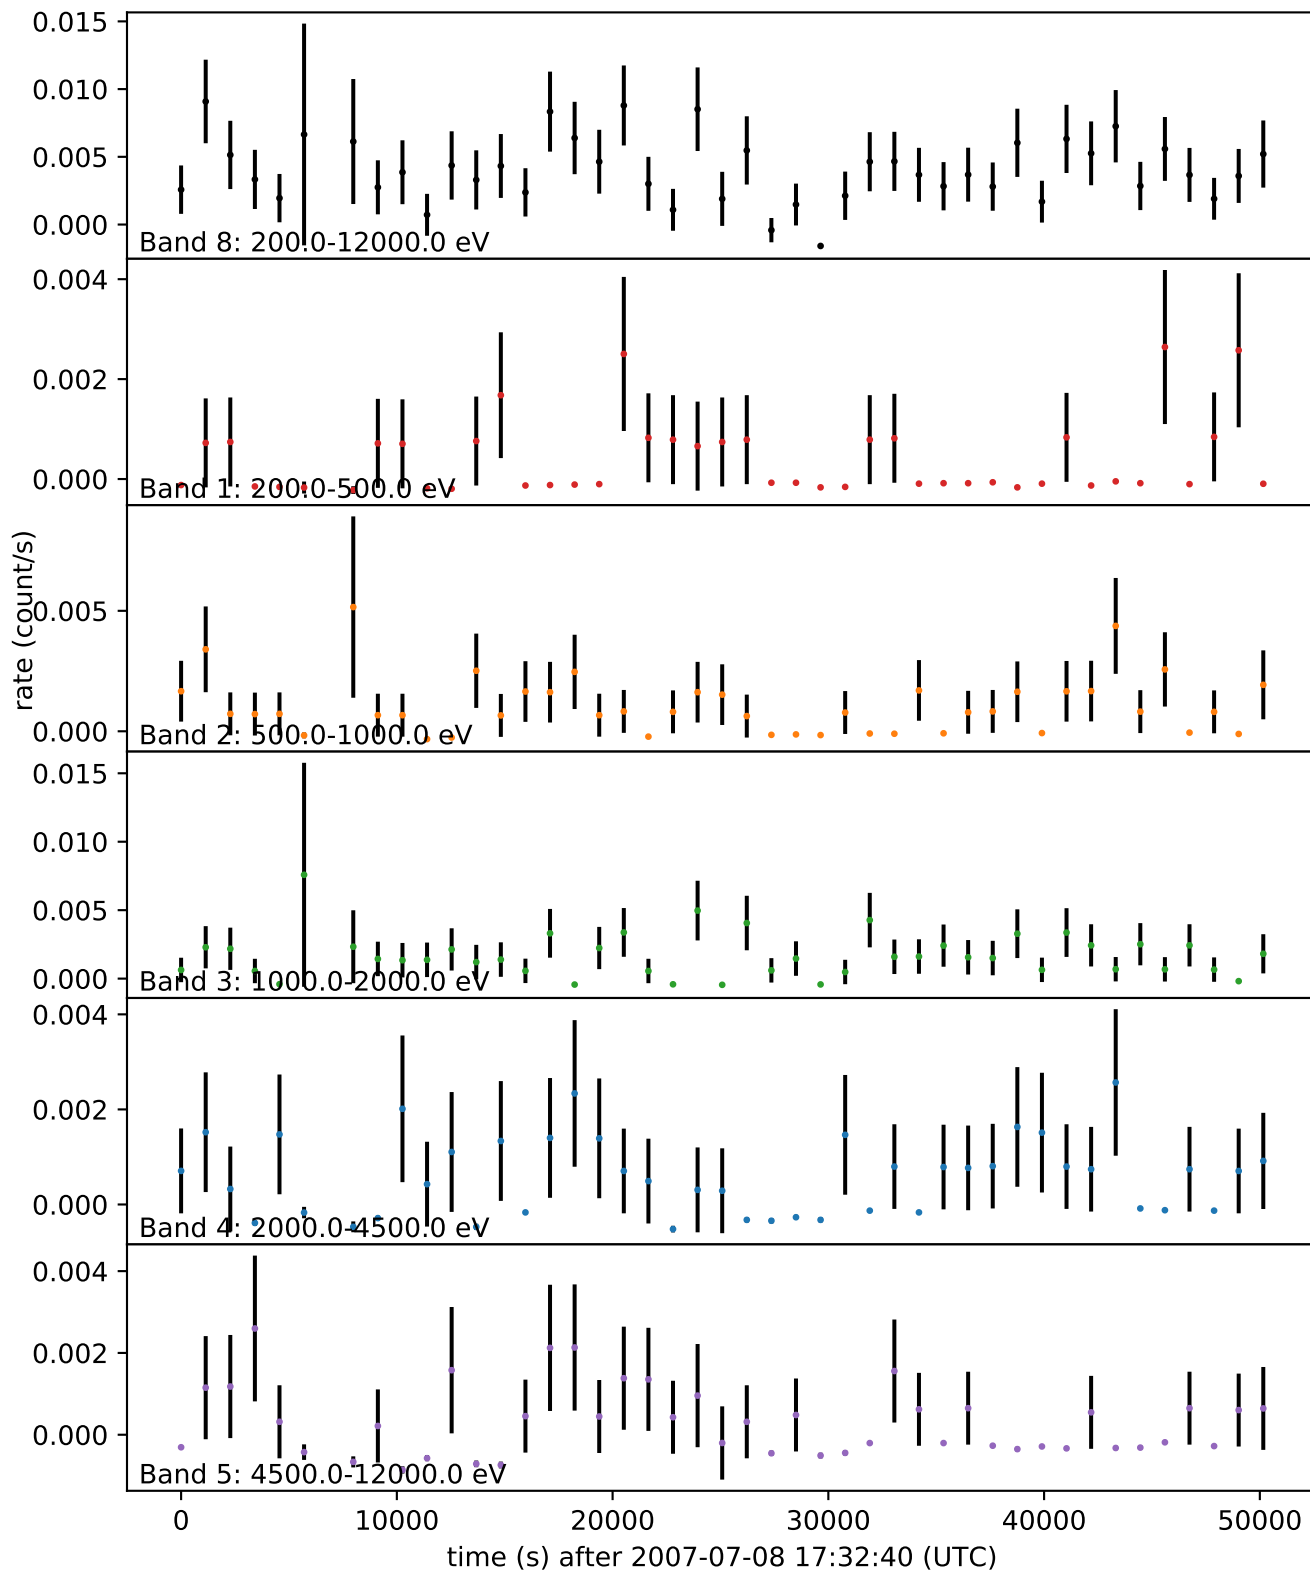 0.015
0.010
0.005
0.000
Band 8: 200.0-12000.0 eV
0.004
0.002
0.000
Band 1: 200.0-500.0 eV
rate (count/s)
0.005
0.000
Band 2: 500.0-1000.0 eV
0.015
0.010
0.005
0.000
Band 3: 1000.0-2000.0 eV
0.004
0.002
0.000
Band 4: 2000.0-4500.0 eV
0.004
0.002
0.000
Band 5: 4500.0-12000.0 eV
0 10000 20000 30000 40000 50000
time (s) after 2007-07-08 17:32:40 (UTC)